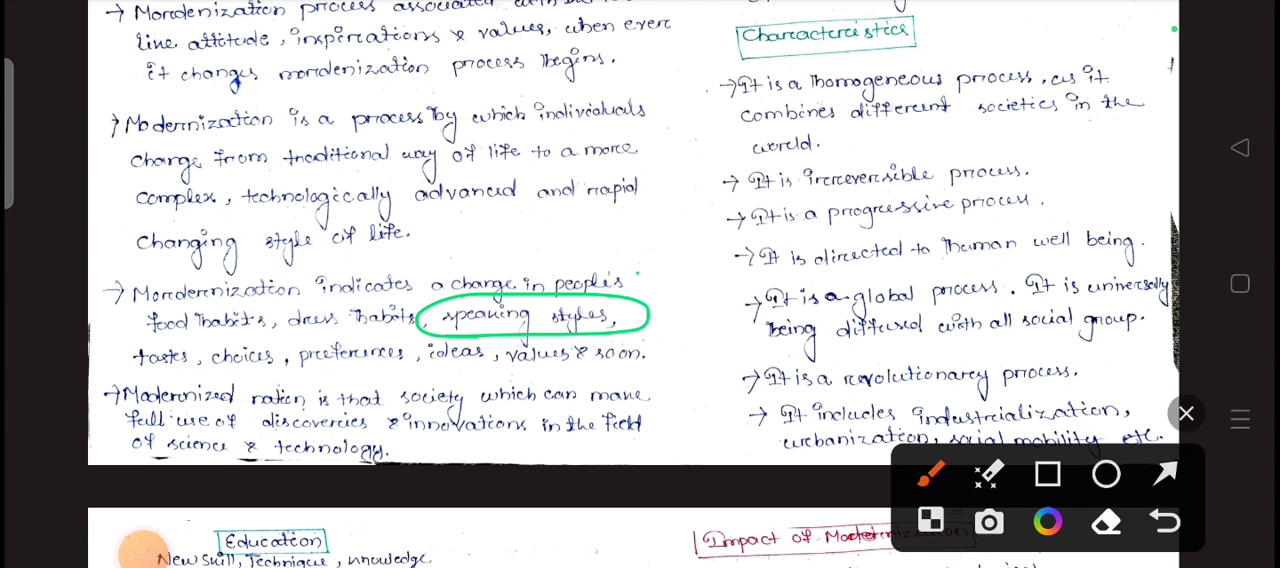 → Mordenization process associated with the
line attitude, inspirations & values, when ever
it changes mordenization process begins.
→ Modernization is a process by which individuals
change from traditional way of life to a more
complex, technologically advanced and rapid
changing style of life.
→ Mordernization indicates a change in people's
food habits, dress habits, speaking styles,
tastes, choices, preferences, ideas, values & soon.
→ Modernized nation is that society which can make
full use of discoveries & innovations in the field
of science & technology.
Characteristics
→ It is a homogeneous process, as it
combines different societies in the
world.
→ It is irreversible process.
→ It is a progressive process.
→ It is directed to human well being.
→ It is a global process. It is universally
being diffused with all social group.
→ It is a revolutionary process.
→ It includes industrialization,
urbanization, social mobility etc.
Education
New skill, Technique, knowledge
Impact of